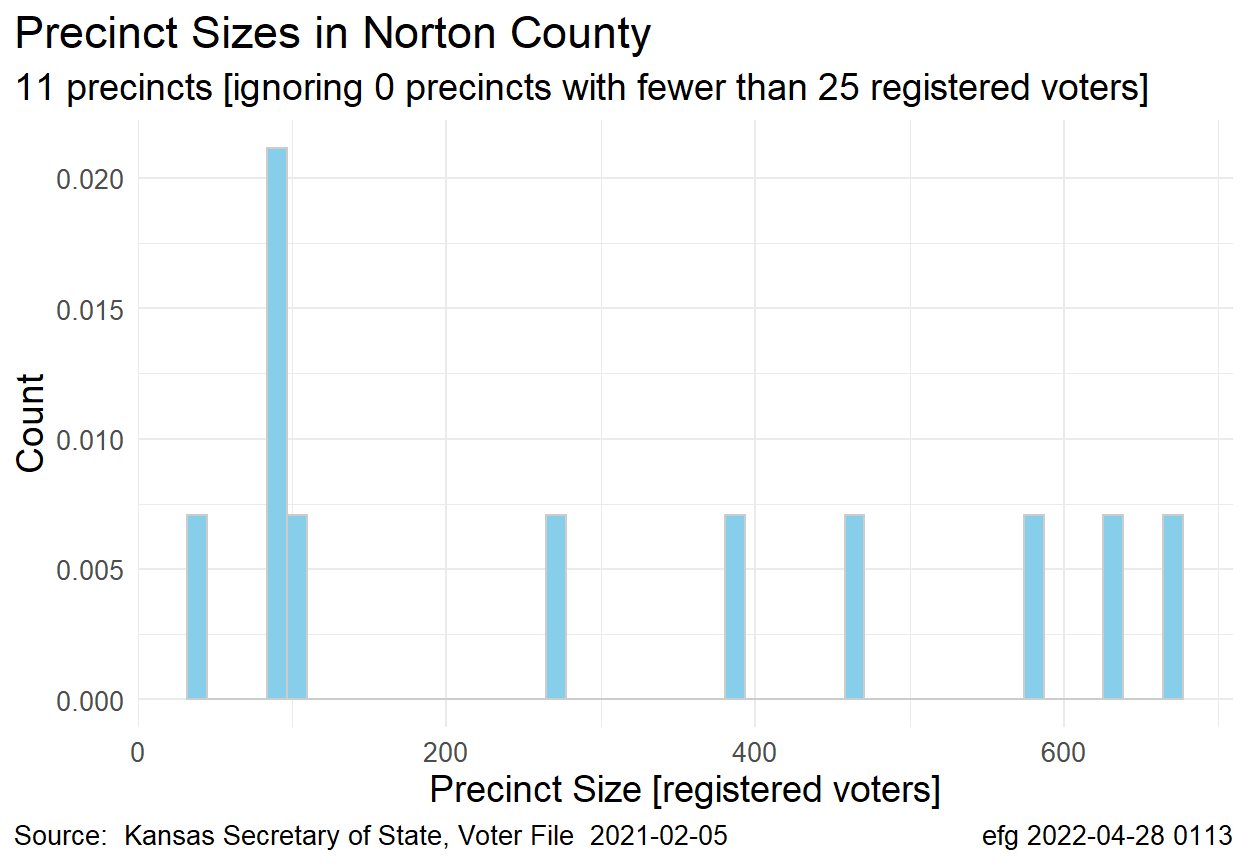 Precinct Sizes in Norton County
11 precincts [ignoring 0 precincts with fewer than 25 registered voters]
0.020
0.015
0.010
0.005
0.000
Count
0 200 400 600
Precinct Size [registered voters]
Source:  Kansas Secretary of State, Voter File  2021-02-05 efg 2022-04-28 0113